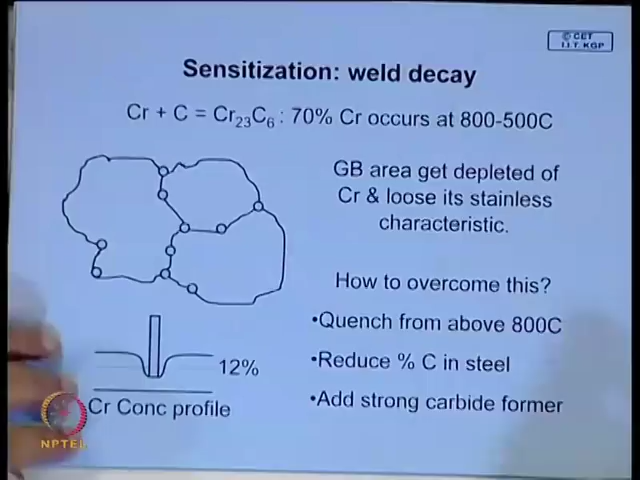 © CET
I.I.T. KGP
Sensitization: weld decay
Cr + C = Cr23C6 : 70% Cr occurs at 800-500C
GB area get depleted of
Cr & loose its stainless
characteristic.
How to overcome this?
•Quench from above 800C
12%
•Reduce % C in steel
Cr Conc profile
•Add strong carbide former
NPTEL